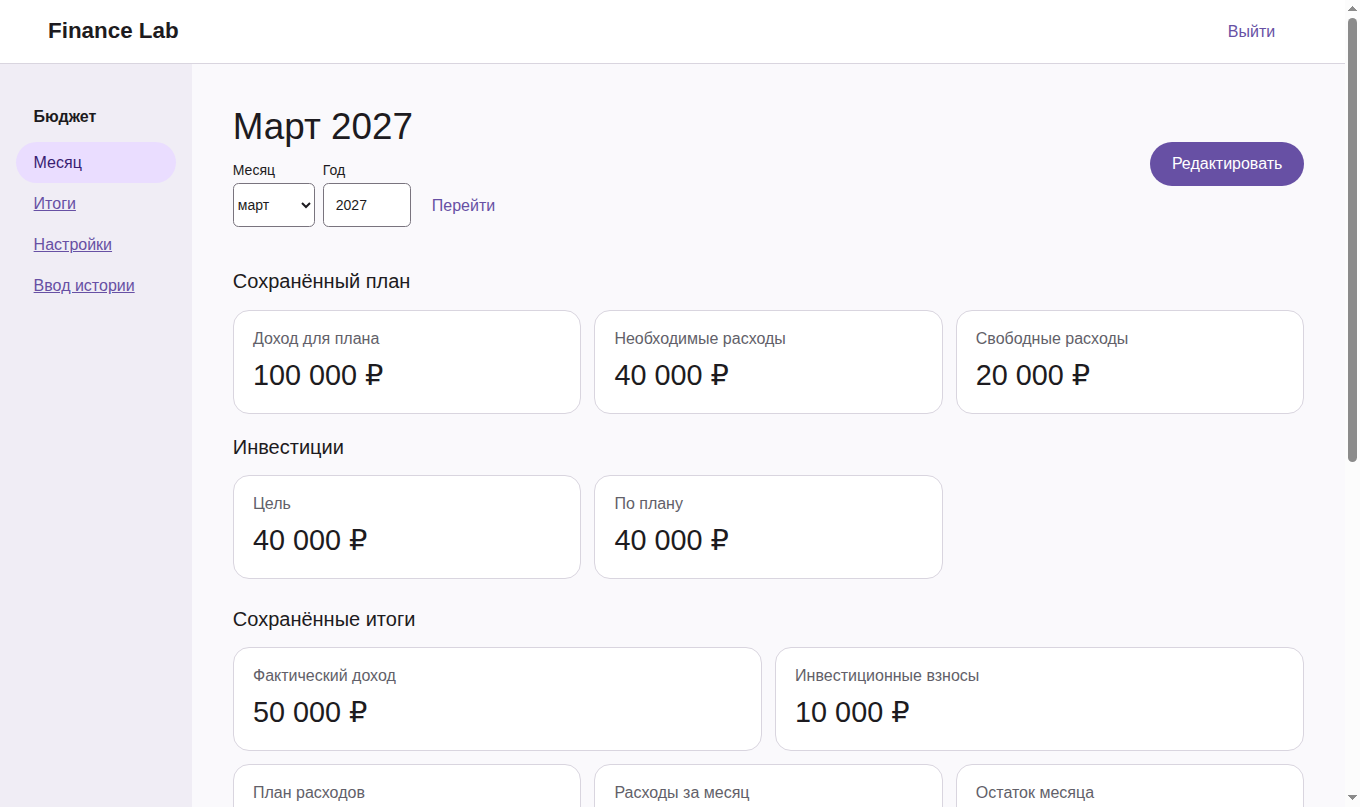 Finance Lab
Выйти
Бюджет
Месяц
Итоги
Настройки
Ввод истории
Март 2027
Месяц
Год
март
2027
Перейти
Редактировать
Сохранённый план
Доход для плана
100 000 ₽
Необходимые расходы
40 000 ₽
Свободные расходы
20 000 ₽
Инвестиции
Цель
40 000 ₽
По плану
40 000 ₽
Сохранённые итоги
Фактический доход
50 000 ₽
Инвестиционные взносы
10 000 ₽
План расходов
Расходы за месяц
Остаток месяца